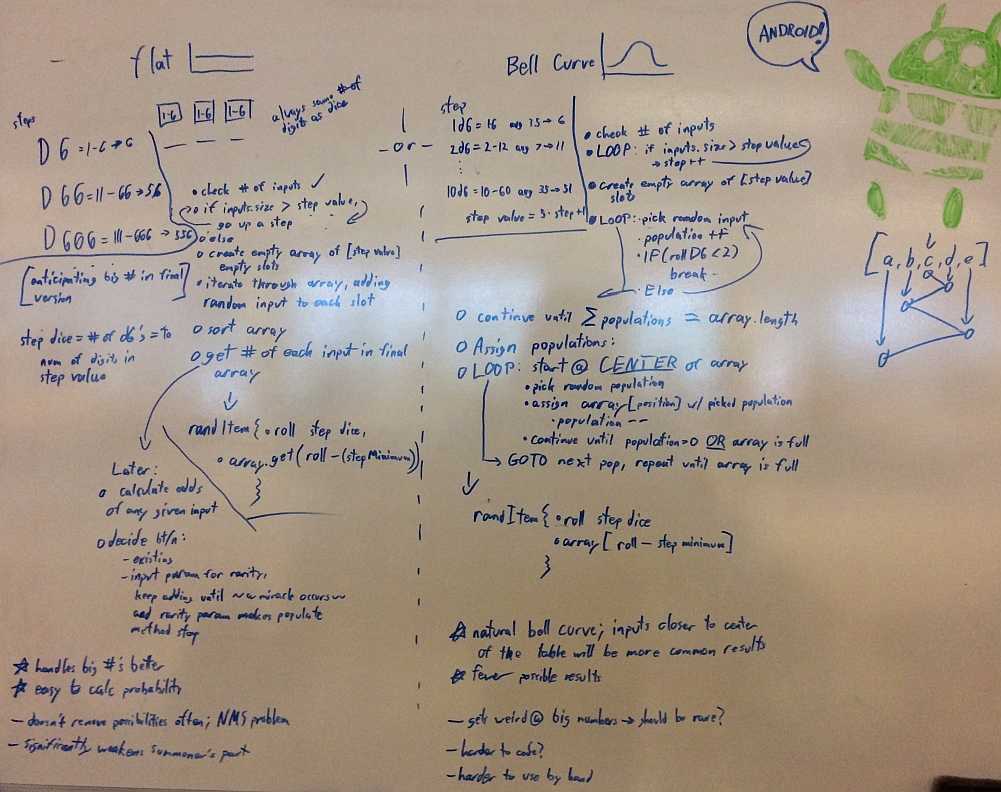 flat
steps
1-6 1-6 1-6
always same # of
digits as dice
D6 = 1-6 → 6
D66 = 11-66 → 56
D666 = 111-666 → 556
• check # of inputs ✓
• if inputs.size > step value,
go up a step
• else
• create empty array of [step value]
empty slots
• iterate through array, adding
random input to each slot
[anticipating big # in final
version]
step dice = # of d6's = to
num of digits in
step value
o sort array
o get # of each input in final
array
randItem { • roll step dice,
• array.get(roll-(step minimum))
}
Later:
o calculate odds
of any given input
o decide bt/n:
- existing
- input param for rarity,
keep adding until ~a miracle occurs~
and rarity param makes populate
method stop
☆ handles big #'s better
☆ easy to calc probability
- doesn't remove possibilities often; NMS problem
- significantly weakens summoner's part
-or-
Bell Curve
step
1d6 = 1-6 avg 3.5 → 6
2d6 = 2-12 avg 7 → 11
⋮
10d6 = 10-60 avg 35 → 51
step value = 5·step+1
• check # of inputs
• LOOP: if inputs.size > step value
→ step++
• create empty array of [step value]
slots
• LOOP: • pick random input
• population ++
• IF (roll D6 < 2)
break -
• Else
o continue until Σ populations = array.length
o Assign populations:
o LOOP: start @ CENTER of array
• pick random population
• assign array[position] w/ picked population
• population --
• continue until population=0 OR array is full
→ GOTO next pop, repeat until array is full
randItem { • roll step dice
• array[roll - step minimum]
}
☆ natural bell curve; inputs closer to center
of the table will be more common results
☆ fewer possible results
- gets weird @ big numbers → should be rare?
- harder to code?
- harder to use by hand
ANDROID!
[a, b, c, d, e]